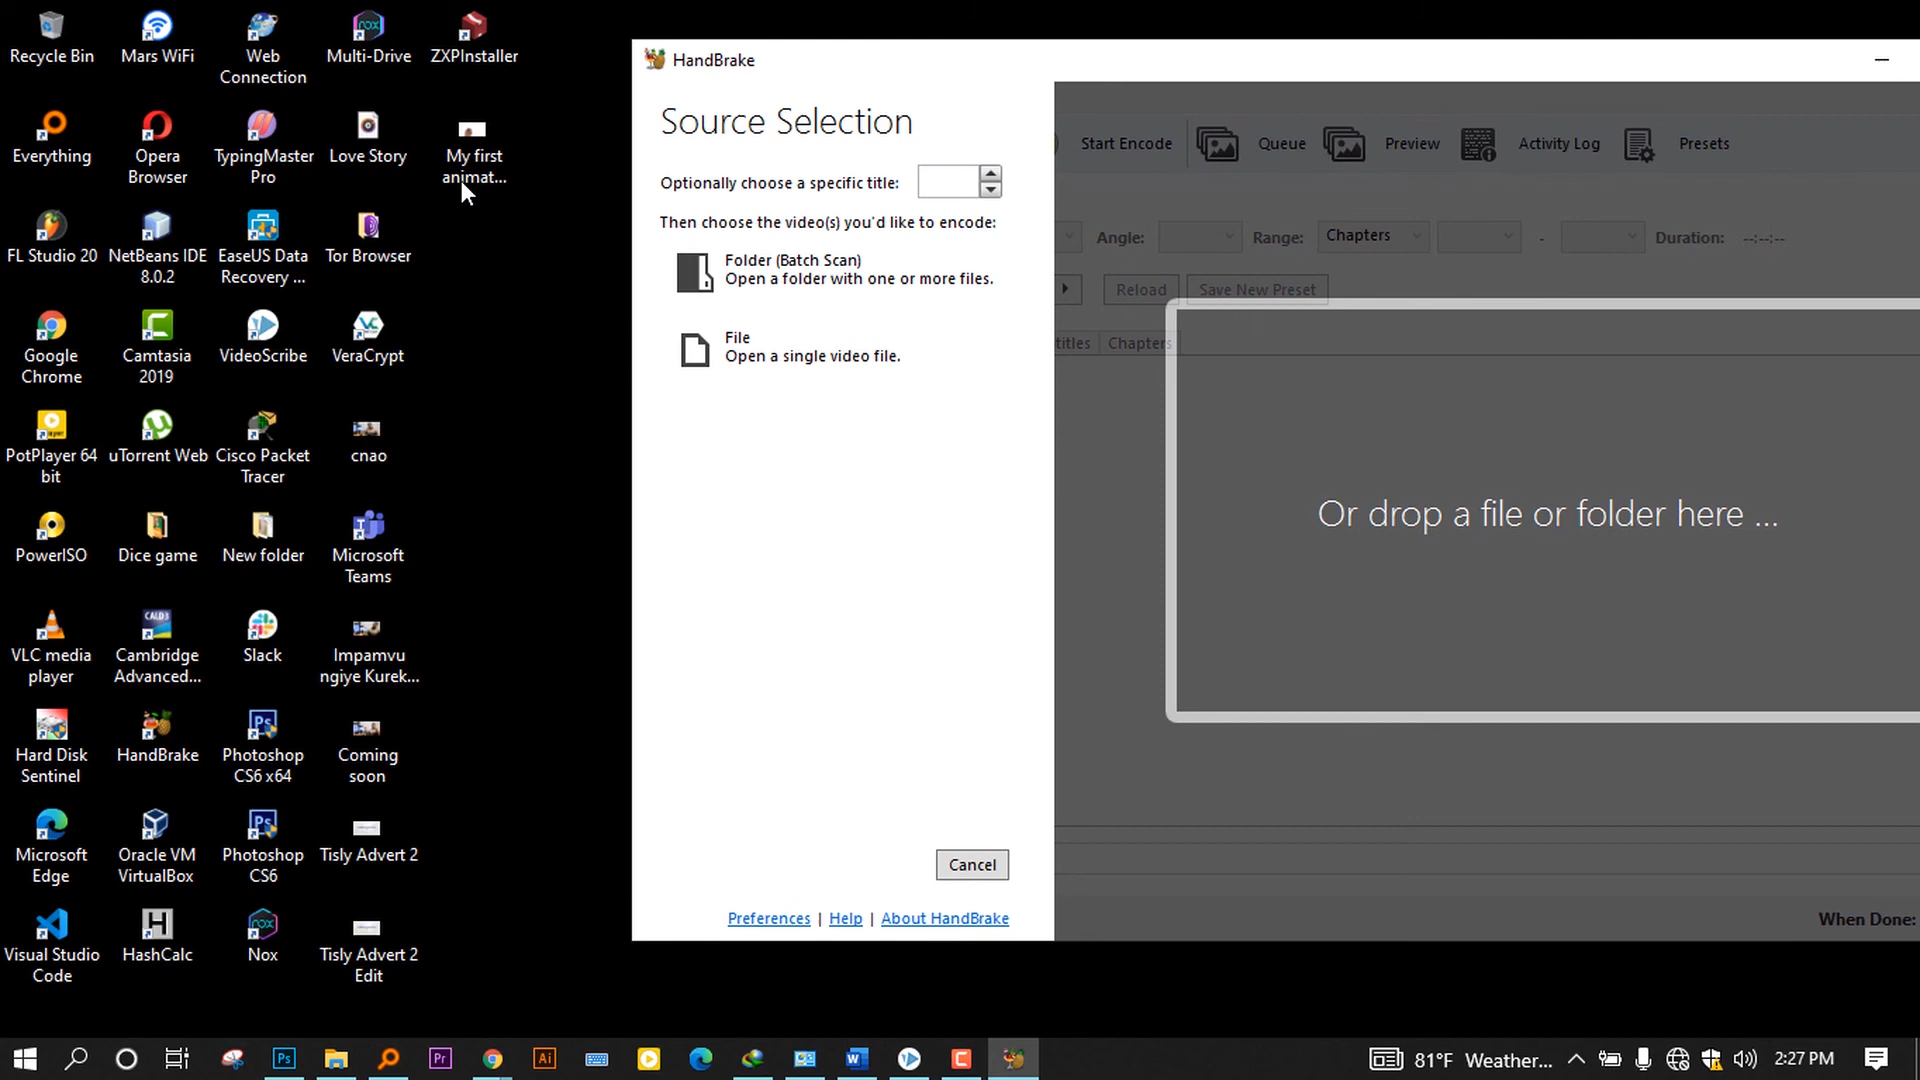 Recycle Bin
Mars WiFi
Web
Connection
Multi-Drive
ZXPInstaller
Everything
Opera
Browser
TypingMaster
Pro
Love Story
My first
animat...
FL Studio 20
NetBeans IDE
8.0.2
EaseUS Data
Recovery ...
Tor Browser
Google
Chrome
Camtasia
2019
VideoScribe
VeraCrypt
PotPlayer 64
bit
uTorrent Web
Cisco Packet
Tracer
cnao
PowerISO
Dice game
New folder
Microsoft
Teams
VLC media
player
Cambridge
Advanced...
Slack
Impamvu
ngiye Kurek...
Hard Disk
Sentinel
HandBrake
Photoshop
CS6 x64
Coming
soon
Microsoft
Edge
Oracle VM
VirtualBox
Photoshop
CS6
Tisly Advert 2
Visual Studio
Code
HashCalc
Nox
Tisly Advert 2
Edit
HandBrake
Source Selection
Optionally choose a specific title:
Then choose the video(s) you'd like to encode:
Folder (Batch Scan)
Open a folder with one or more files.
File
Open a single video file.
Cancel
Preferences | Help | About HandBrake
Start Encode
Queue
Preview
Activity Log
Presets
Angle:
Range:
Chapters
-
Duration:
--:--:--
Reload
Save New Preset
titles
Chapters
Or drop a file or folder here ...
When Done:
81°F Weather...
2:27 PM